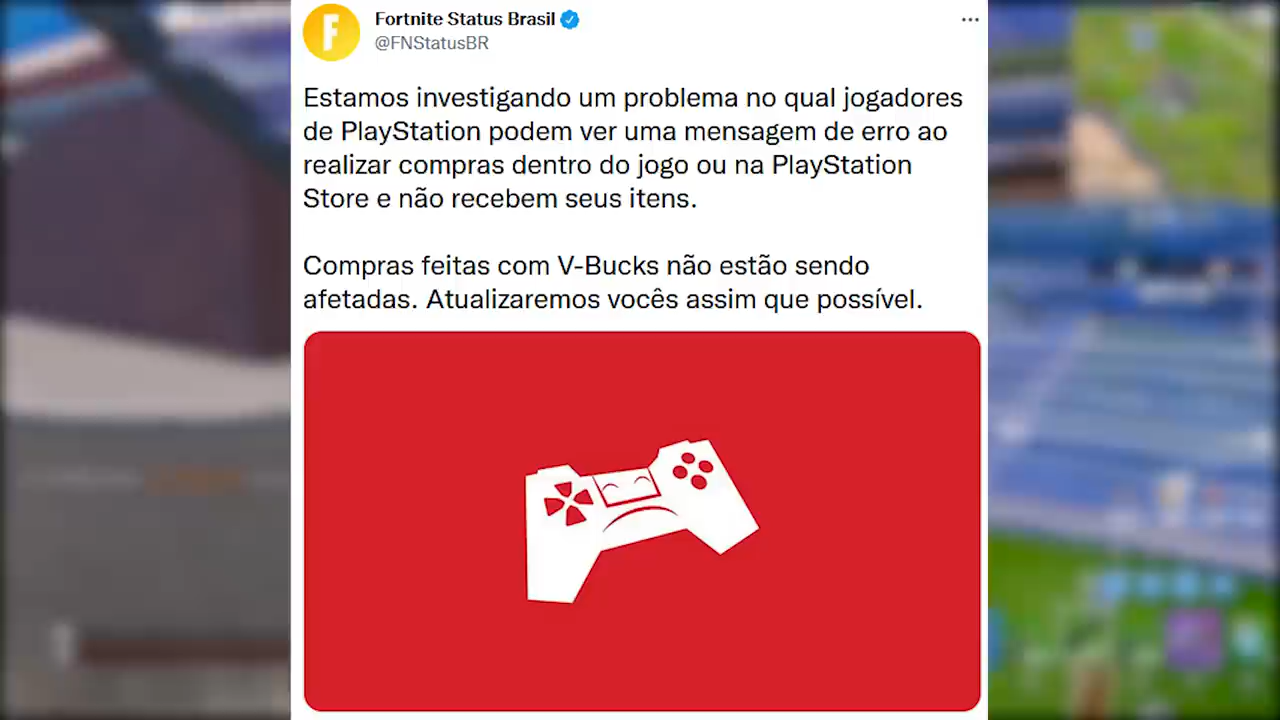 Fortnite Status Brasil
@FNStatusBR
Estamos investigando um problema no qual jogadores
de PlayStation podem ver uma mensagem de erro ao
realizar compras dentro do jogo ou na PlayStation
Store e não recebem seus itens.
Compras feitas com V-Bucks não estão sendo
afetadas. Atualizaremos vocês assim que possível.